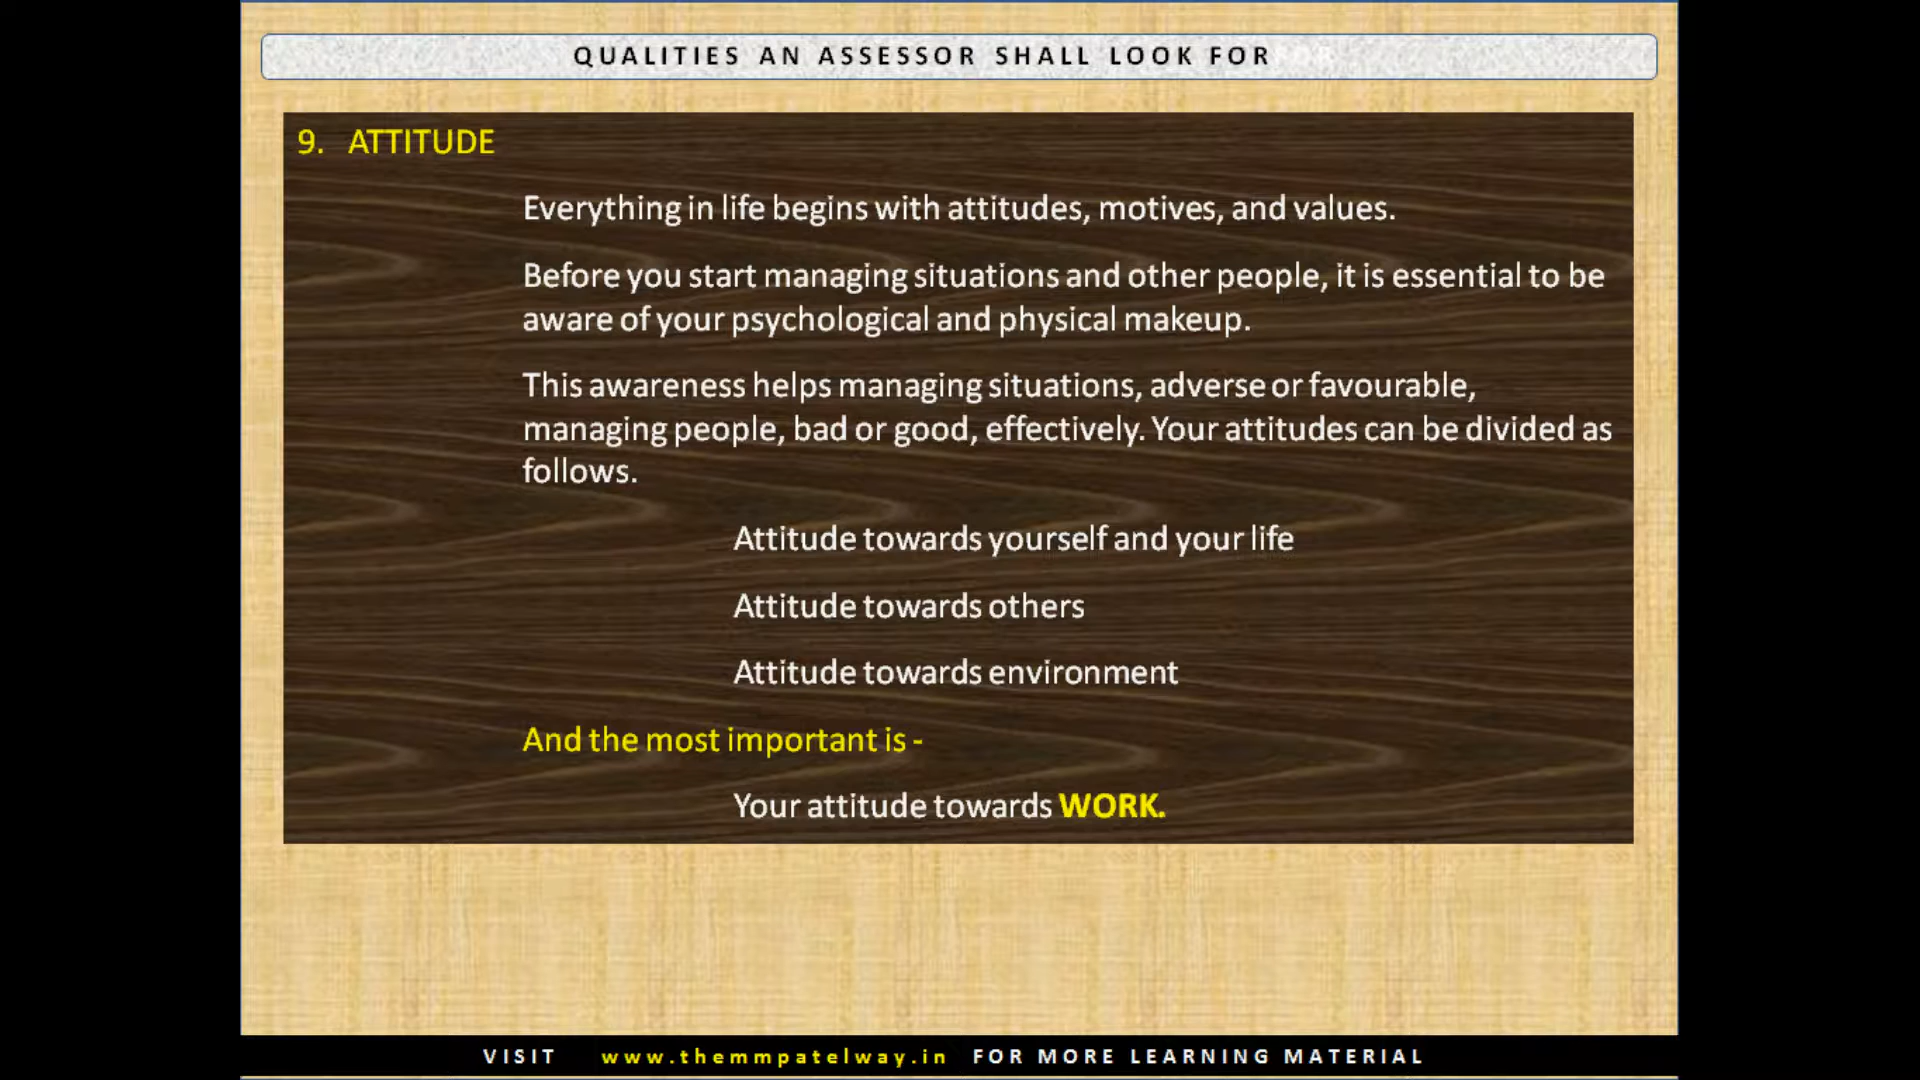 QUALITIES AN ASSESSOR SHALL LOOK FOR
9. ATTITUDE
Everything in life begins with attitudes, motives, and values.
Before you start managing situations and other people, it is essential to be
aware of your psychological and physical makeup.
This awareness helps managing situations, adverse or favourable,
managing people, bad or good, effectively. Your attitudes can be divided as
follows.
Attitude towards yourself and your life
Attitude towards others
Attitude towards environment
And the most important is -
Your attitude towards WORK.
VISIT www.themmpatelway.in FOR MORE LEARNING MATERIAL